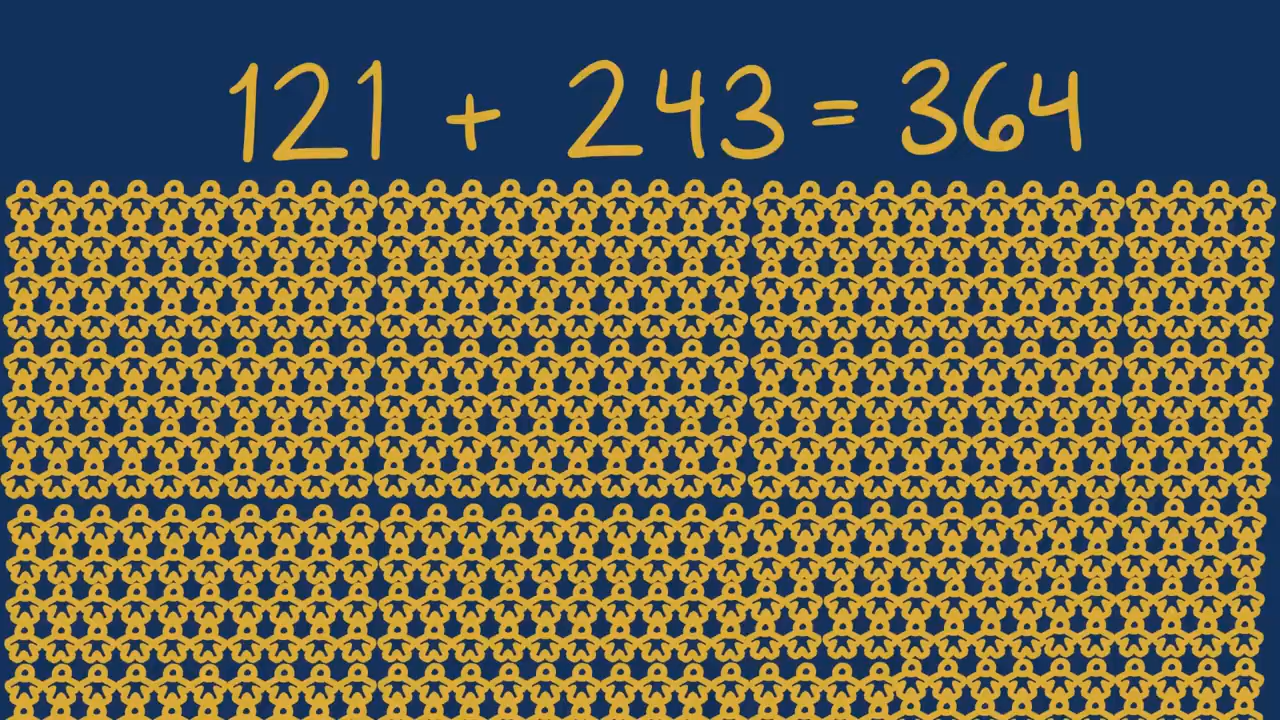 121 + 243 = 364